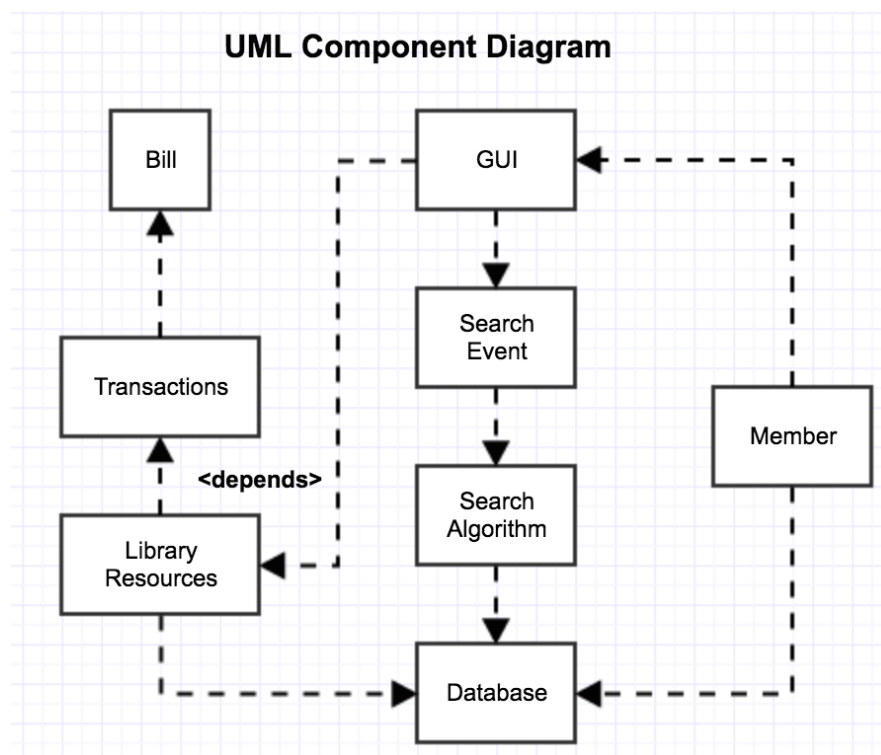 UML Component Diagram
Bill
GUI
Search
Event
Transactions
Member
<depends>
Search
Algorithm
Library
Resources
Database